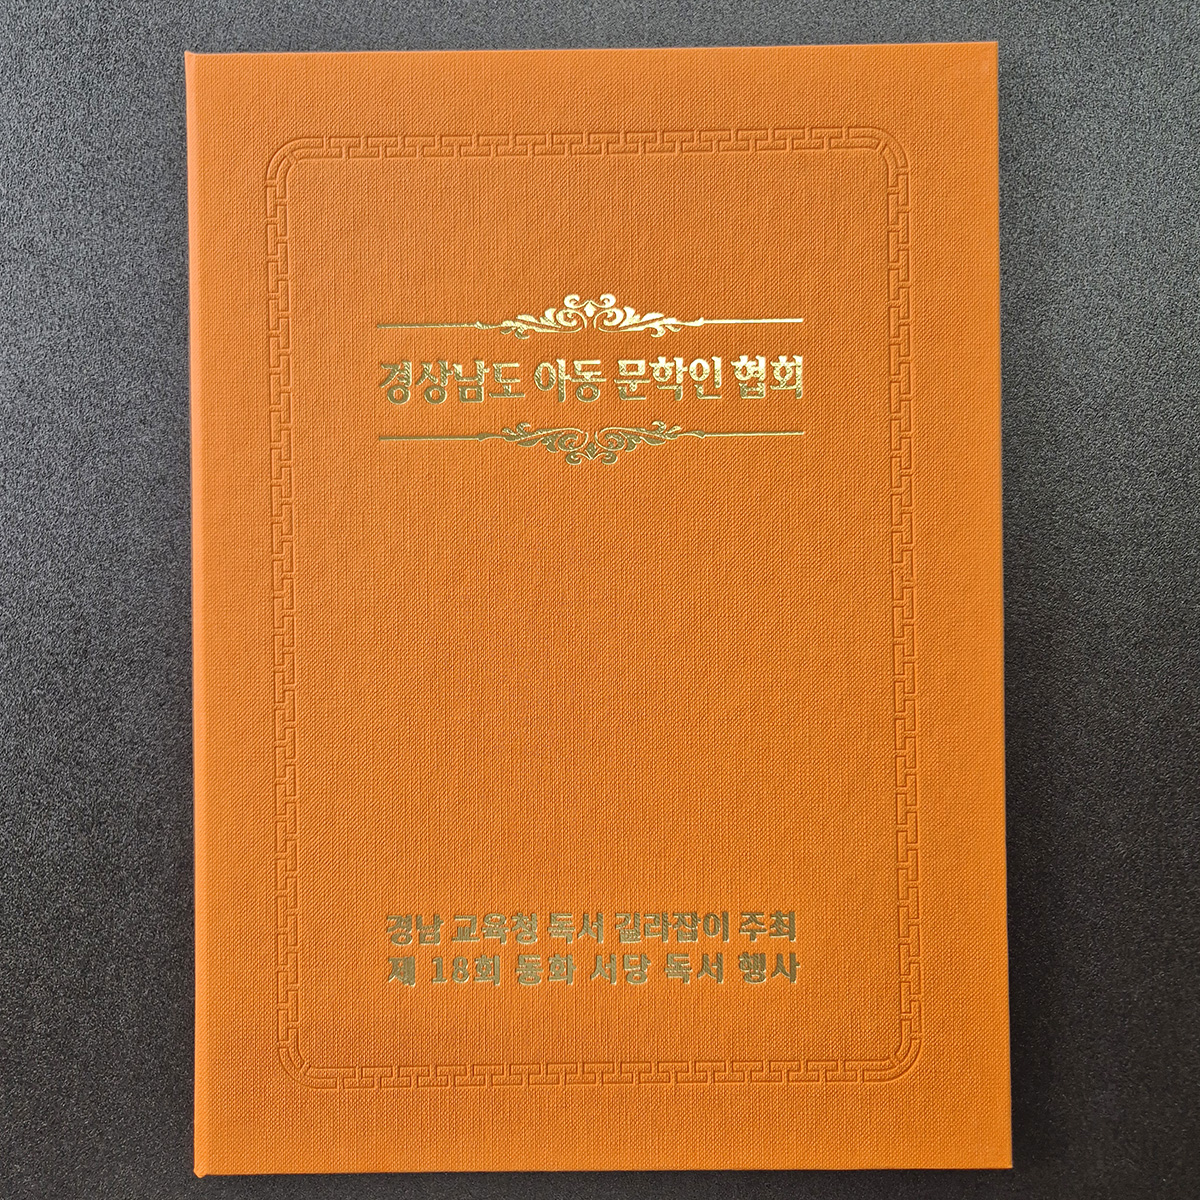 경상남도 아동 문학인 협회
경남 교육청 독서 길라잡이 주최
제 18회 동화 서당 독서 행사